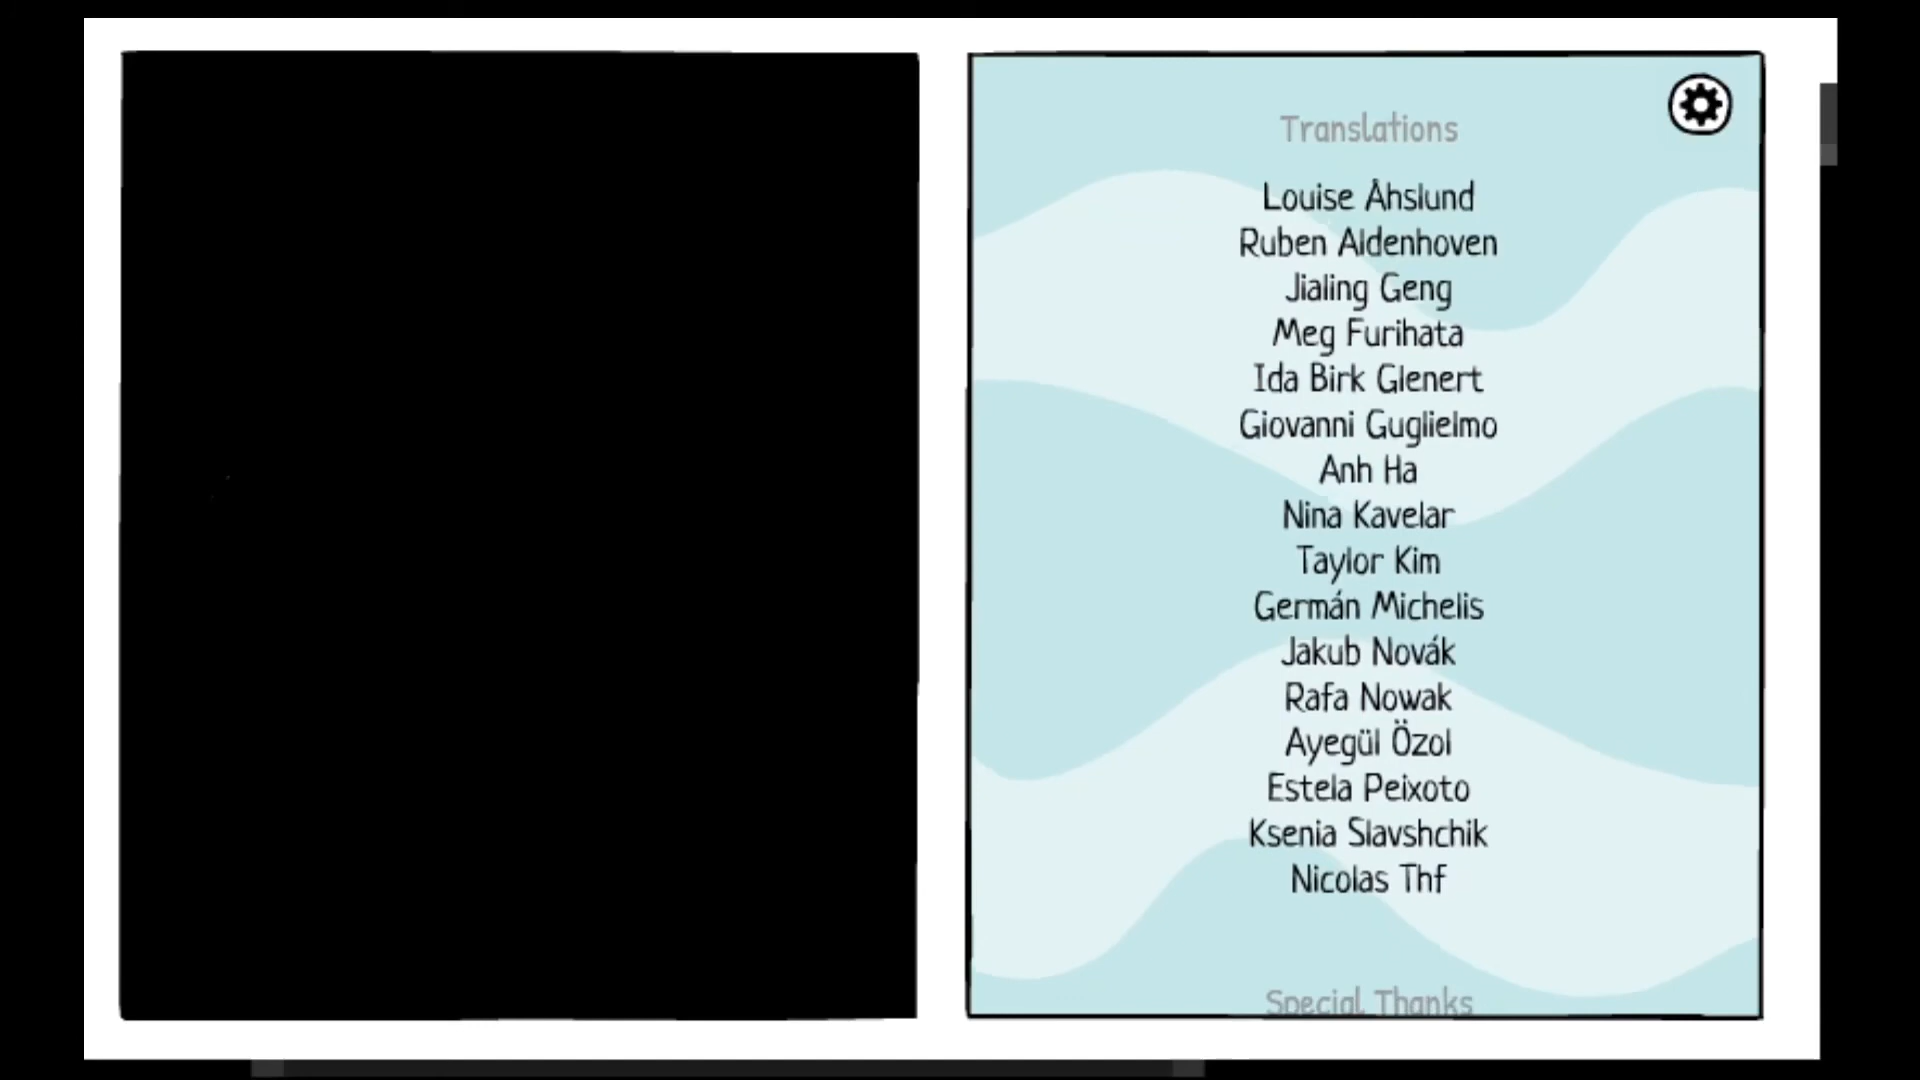 Translations
Louise Åhslund
Ruben Aldenhoven
Jialing Geng
Meg Furihata
Ida Birk Glenert
Giovanni Guglielmo
Anh Ha
Nina Kavelar
Taylor Kim
Germán Michelis
Jakub Novák
Rafa Nowak
Ayegül Özol
Estela Peixoto
Ksenia Slavshchik
Nicolas Thf
Special Thanks